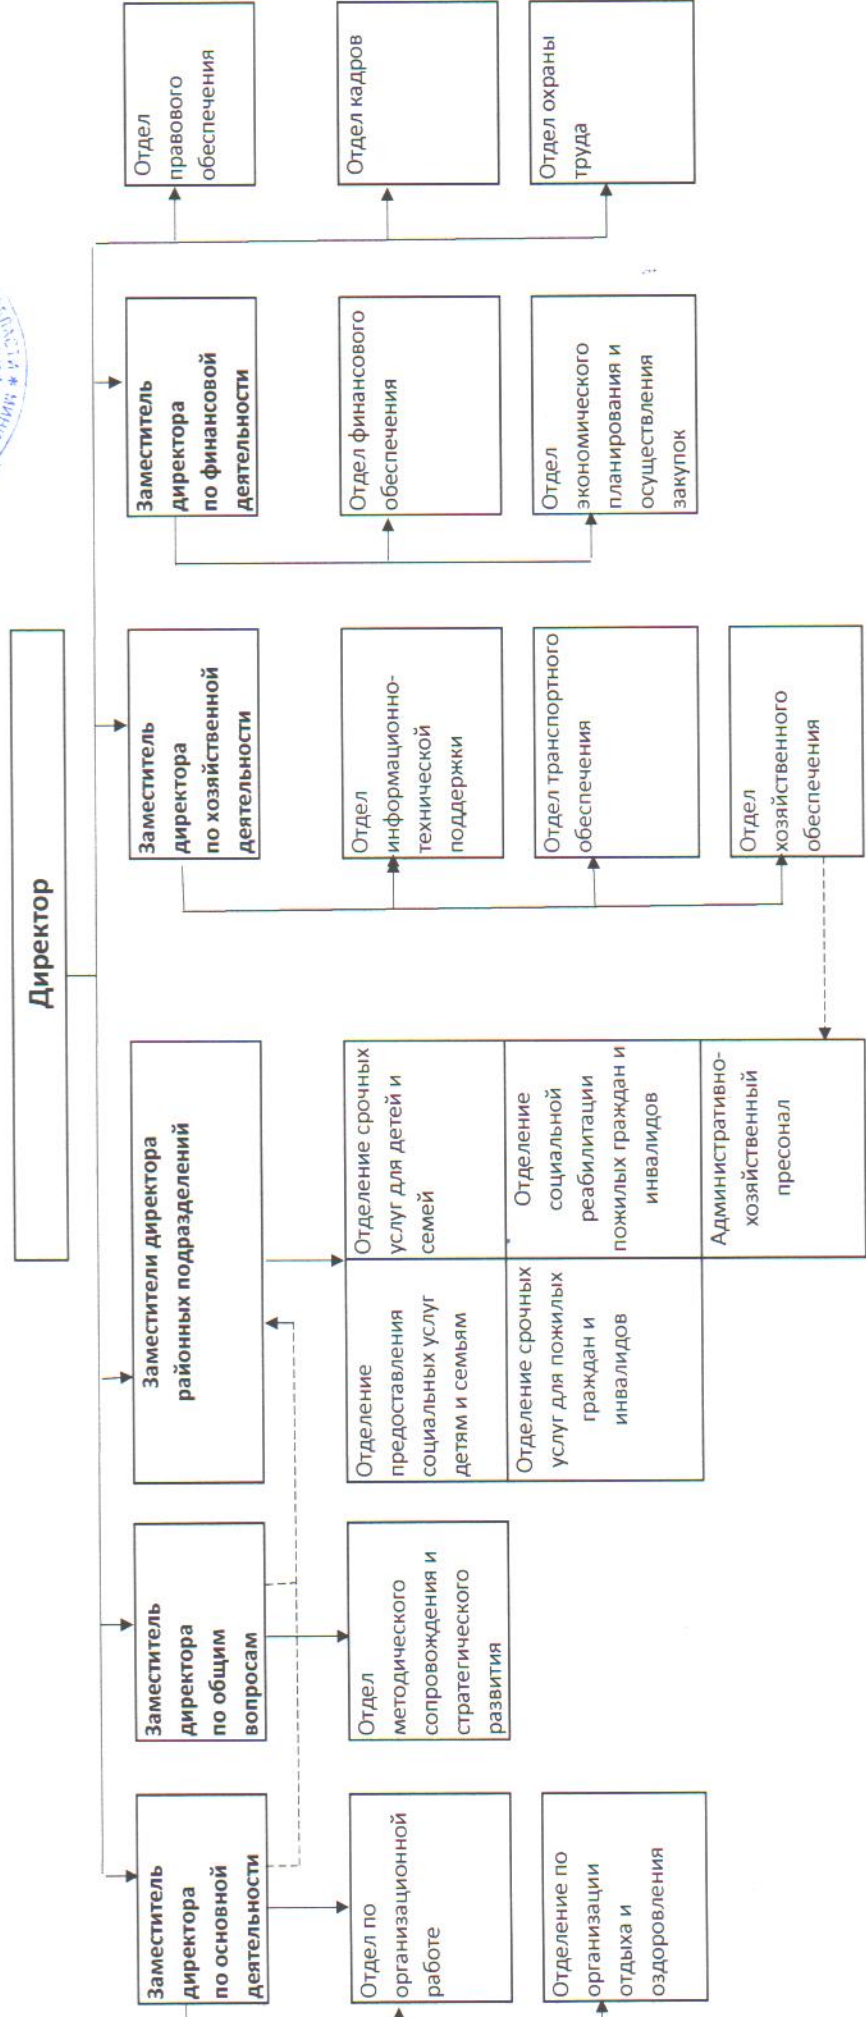 Директор
Заместитель
директора
по основной
деятельности
Заместитель
директора
по общим
вопросам
Заместители директора
районных подразделений
Заместитель
директора
по хозяйственной
деятельности
Заместитель
директора
по финансовой
деятельности
Отдел
правового
обеспечения
Отдел по
организационной
работе
Отдел
методического
сопровождения и
стратегического
развития
Отделение
предоставления
социальных услуг
детям и семьям
Отделение срочных
услуг для детей и
семей
Отдел
информационно-
технической
поддержки
Отдел финансового
обеспечения
Отдел кадров
Отделение по
организации
отдыха и
оздоровления
Отделение срочных
услуг для пожилых
граждан и
инвалидов
Отделение
социальной
реабилитации
пожилых граждан и
инвалидов
Отдел транспортного
обеспечения
Отдел
экономического
планирования и
осуществления
закупок
Отдел охраны
труда
Административно-
хозяйственный
пресонал
Отдел
хозяйственного
обеспечения